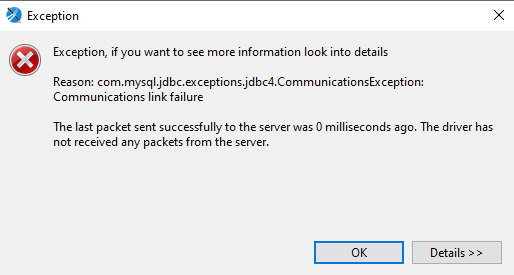 Exception
Exception, if you want to see more information look into details
Reason: com.mysql.jdbc.exceptions.jdbc4.CommunicationsException:
Communications link failure
The last packet sent successfully to the server was 0 milliseconds ago. The driver has
not received any packets from the server.
OK
Details >>